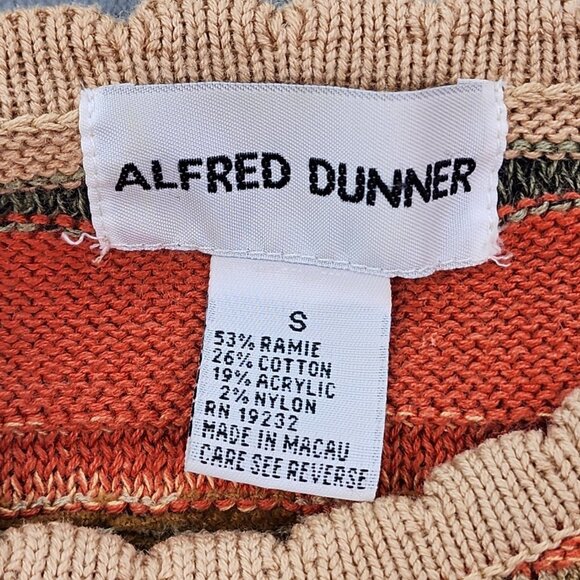 ALFRED DUNNER
S
53% RAMIE
26% COTTON
19% ACRYLIC
2% NYLON
RN 19232
MADE IN MACAU
CARE SEE REVERSE